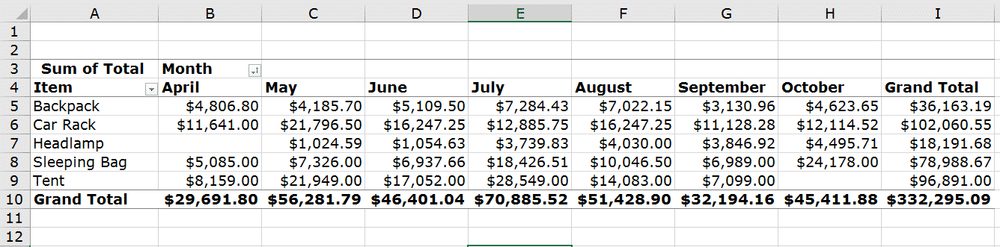 A B C D E F G H I
1
2
3 Sum of Total Month
4 Item April May June July August September October Grand Total
5 Backpack $4,806.80 $4,185.70 $5,109.50 $7,284.43 $7,022.15 $3,130.96 $4,623.65 $36,163.19
6 Car Rack $11,641.00 $21,796.50 $16,247.25 $12,885.75 $16,247.25 $11,128.28 $12,114.52 $102,060.55
7 Headlamp $1,024.59 $1,054.63 $3,739.83 $4,030.00 $3,846.92 $4,495.71 $18,191.68
8 Sleeping Bag $5,085.00 $7,326.00 $6,937.66 $18,426.51 $10,046.50 $6,989.00 $24,178.00 $78,988.67
9 Tent $8,159.00 $21,949.00 $17,052.00 $28,549.00 $14,083.00 $7,099.00 $96,891.00
10 Grand Total $29,691.80 $56,281.79 $46,401.04 $70,885.52 $51,428.90 $32,194.16 $45,411.88 $332,295.09
11
12